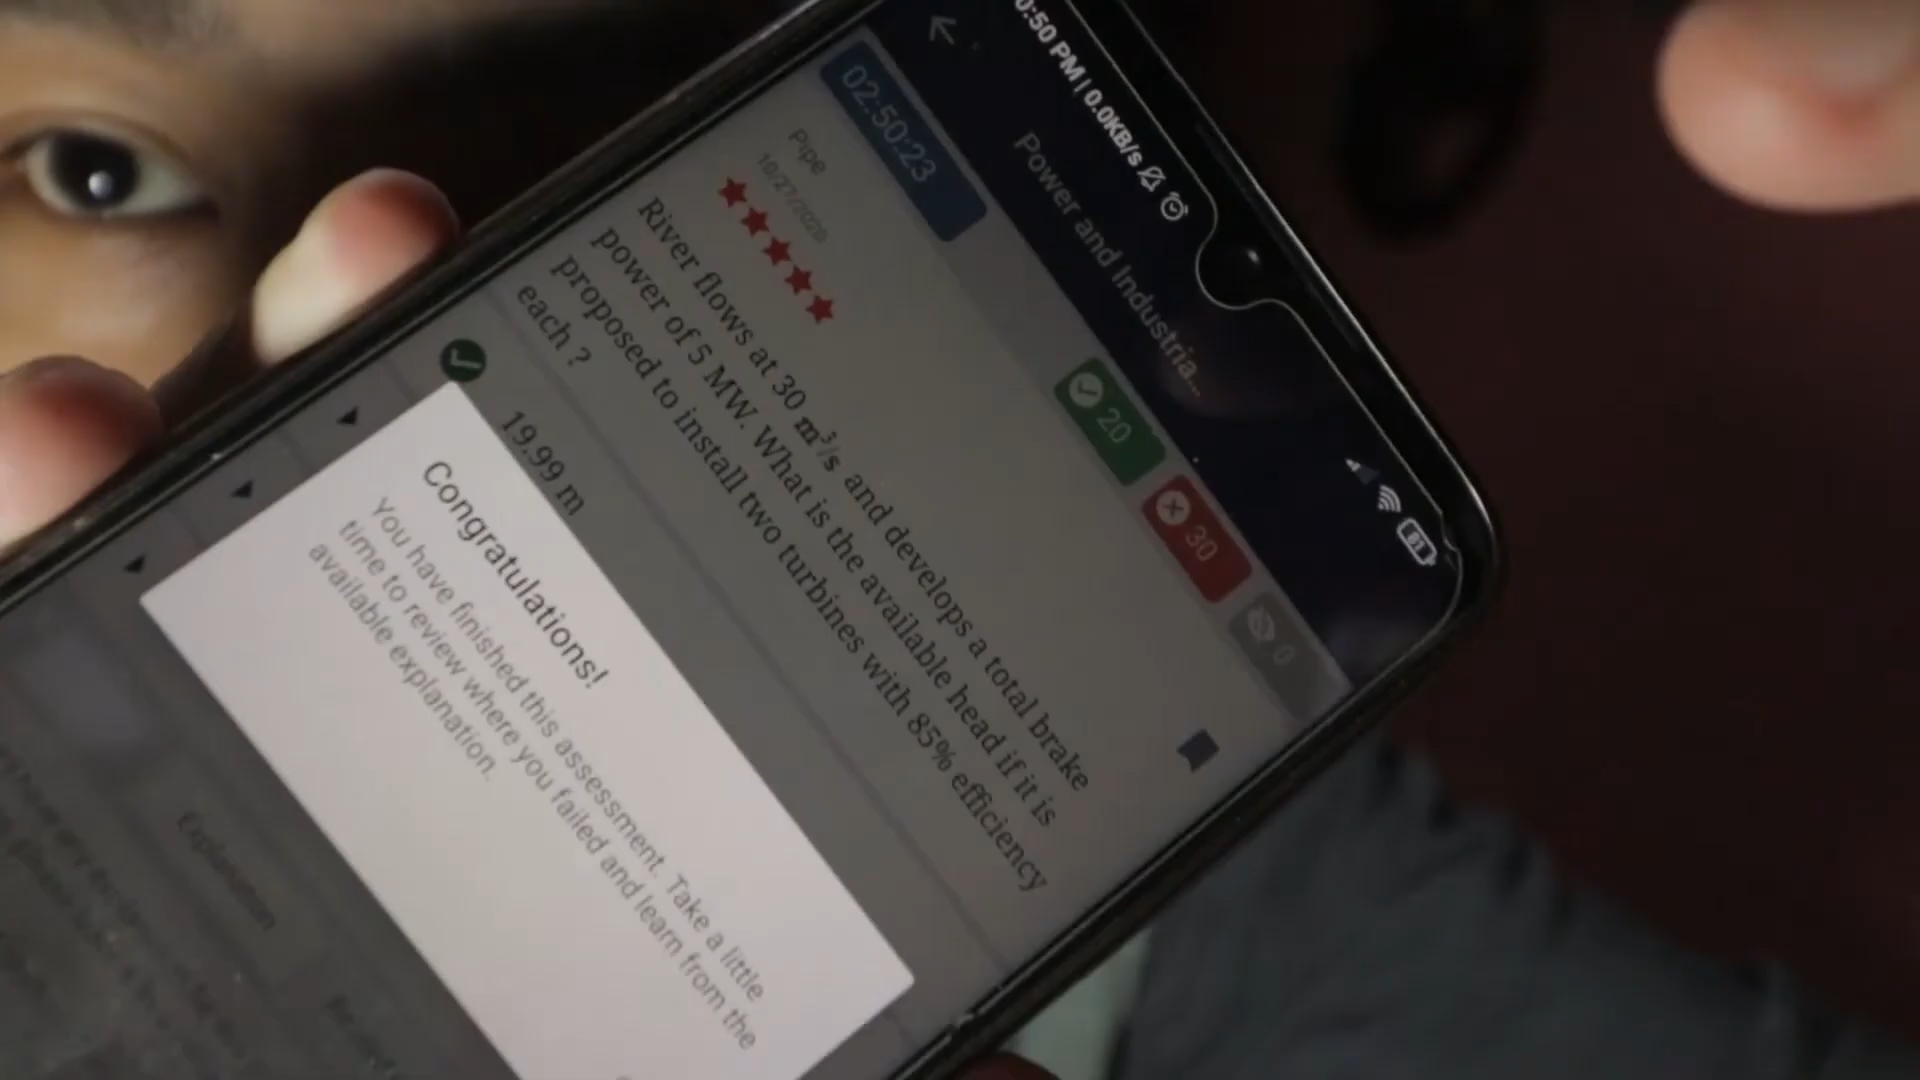 0:50 PM | 0.0KB/s
81
Power and Industria...
02:50:23
20
30
0
Pipe
River flows at 30 m³/s and develops a total brake
power of 5 MW. What is the available head if it is
proposed to install two turbines with 85% efficiency
each ?
19.99 m
Congratulations!
You have finished this assessment. Take a little
time to review where you failed and learn from the
available explanation.
Explanation